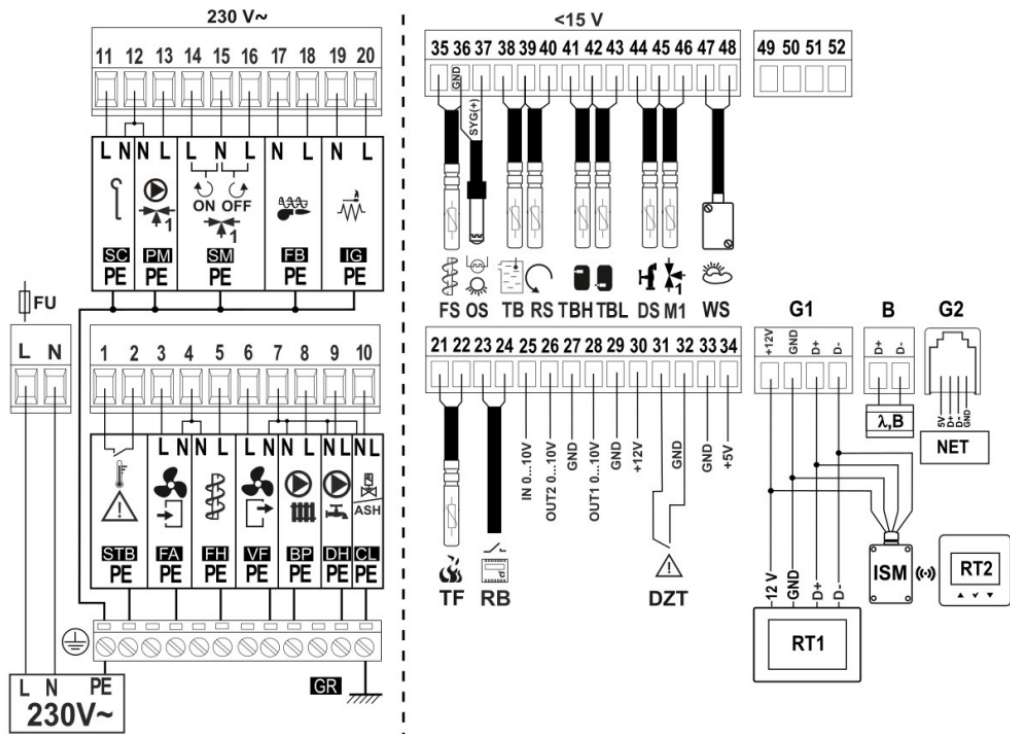 230 V~
11 12 13 14 15 16 17 18 19 20
L N N L L N L N L N L
ON OFF
1
1
SC PM SM FB IG
PE PE PE PE PE
FU
L N
1 2 3 4 5 6 7 8 9 10
L N L N L N L N L N L
ASH
STB FA FH VF BP DH CL
PE PE PE PE PE PE PE
GR
L N PE
230V~
<15 V
35 36 37 38 39 40 41 42 43 44 45 46 47 48
49 50 51 52
GND
SYG(+)
1
FS OS TB RS TBH TBL DS M1 WS
21 22 23 24 25 26 27 28 29 30 31 32 33 34
IN 0...10V
OUT2 0...10V
GND
OUT1 0...10V
GND
+12V
GND
GND
+5V
TF RB DZT
G1 B G2
+12V
GND
D+
D-
D+
D-
5V
D+
D-
GND
λ,B
NET
ISM
RT2
12 V
GND
D+
D-
RT1